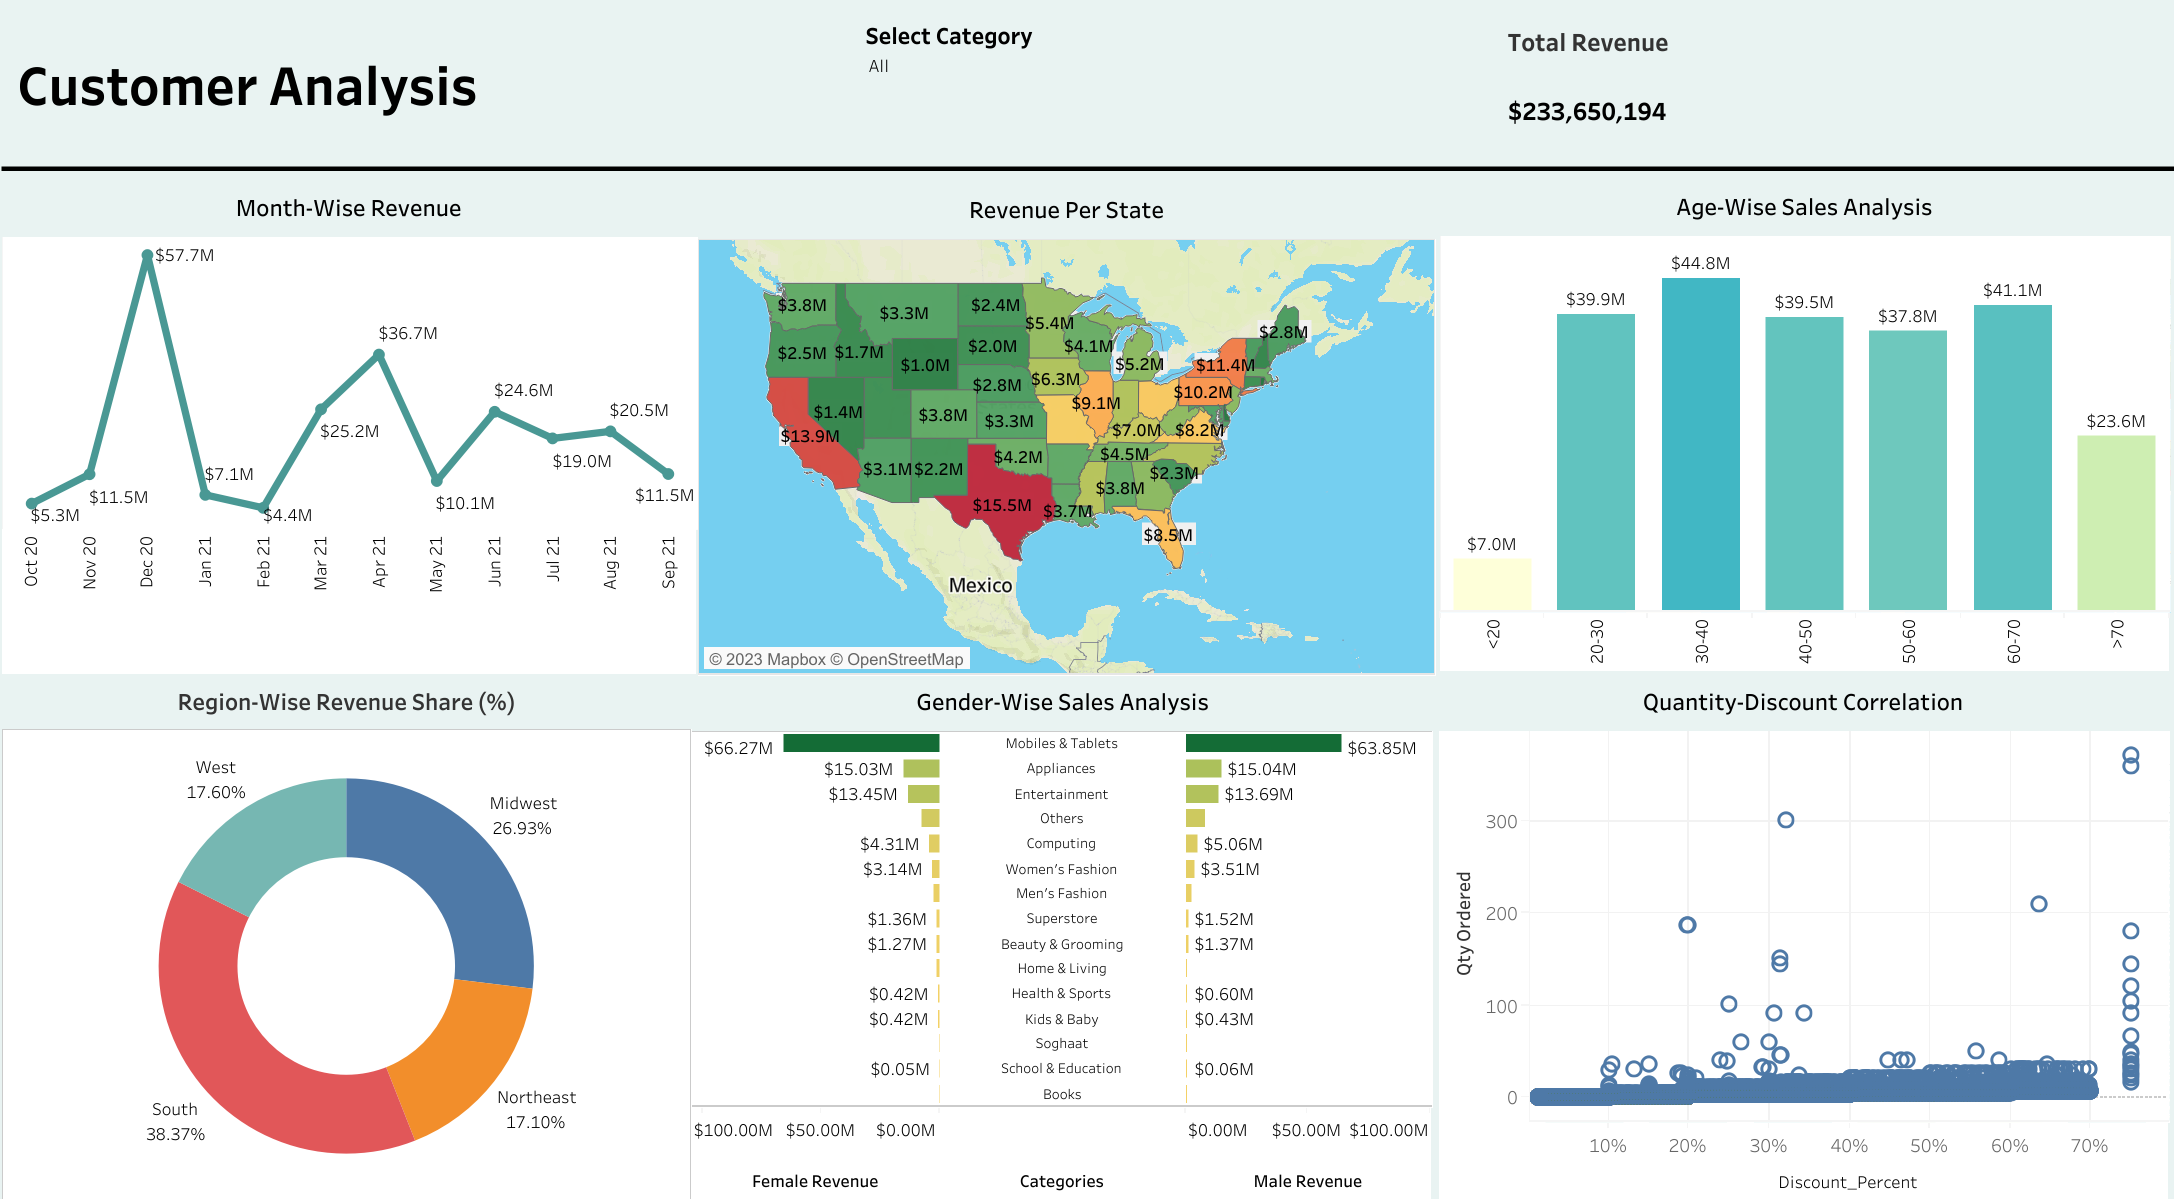 Customer Analysis
Select Category
All
Total Revenue
$233,650,194
Month-Wise Revenue
$57.7M
$36.7M
$24.6M
$20.5M
$25.2M
$19.0M
$7.1M
$11.5M
$10.1M
$11.5M
$5.3M
$4.4M
Oct 20
Nov 20
Dec 20
Jan 21
Feb 21
Mar 21
Apr 21
May 21
Jun 21
Jul 21
Aug 21
Sep 21
Revenue Per State
$3.8M
$3.3M
$2.4M
$5.4M
$2.8M
$2.5M
$1.7M
$1.0M
$2.0M
$4.1M
$5.2M
$11.4M
$2.8M
$6.3M
$10.2M
$1.4M
$3.8M
$3.3M
$9.1M
$13.9M
$7.0M
$8.2M
$3.1M
$2.2M
$4.2M
$4.5M
$2.3M
$3.8M
$15.5M
$3.7M
$8.5M
Mexico
© 2023 Mapbox © OpenStreetMap
Age-Wise Sales Analysis
$7.0M
$39.9M
$44.8M
$39.5M
$37.8M
$41.1M
$23.6M
<20
20-30
30-40
40-50
50-60
60-70
>70
Region-Wise Revenue Share (%)
West
17.60%
Midwest
26.93%
South
38.37%
Northeast
17.10%
Gender-Wise Sales Analysis
$66.27M Mobiles & Tablets $63.85M
$15.03M Appliances $15.04M
$13.45M Entertainment $13.69M
Others
$4.31M Computing $5.06M
$3.14M Women's Fashion $3.51M
Men's Fashion
$1.36M Superstore $1.52M
$1.27M Beauty & Grooming $1.37M
Home & Living
$0.42M Health & Sports $0.60M
$0.42M Kids & Baby $0.43M
Soghaat
$0.05M School & Education $0.06M
Books
$100.00M $50.00M $0.00M $0.00M $50.00M $100.00M
Female Revenue Categories Male Revenue
Quantity-Discount Correlation
Qty Ordered
300
200
100
0
10% 20% 30% 40% 50% 60% 70%
Discount_Percent